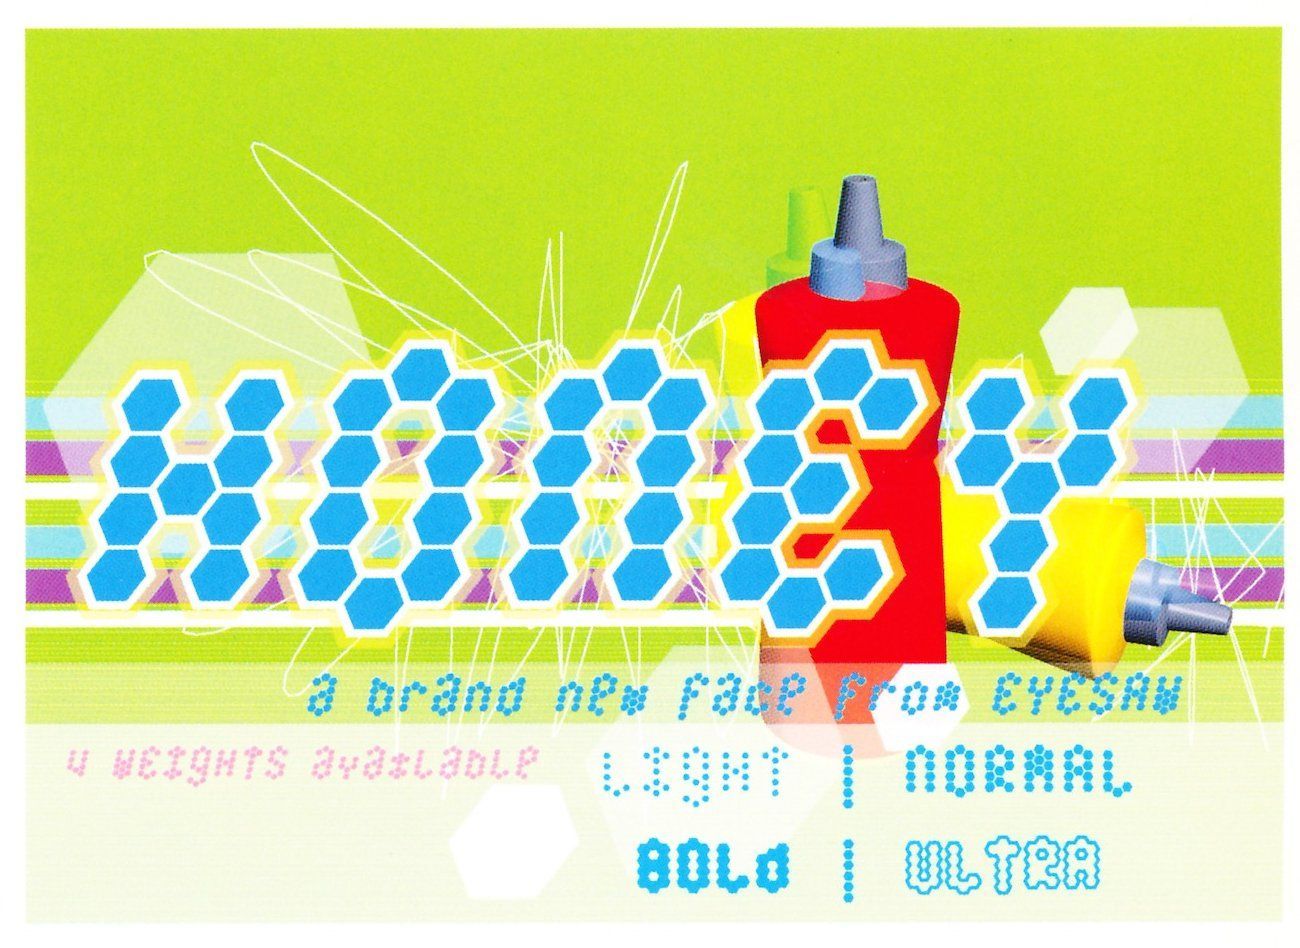 HONEY
a brand new face from EYESAW
4 WEIGHTS avaiLabLe
LIGHT | NORMAL
BOLd | ULTRA